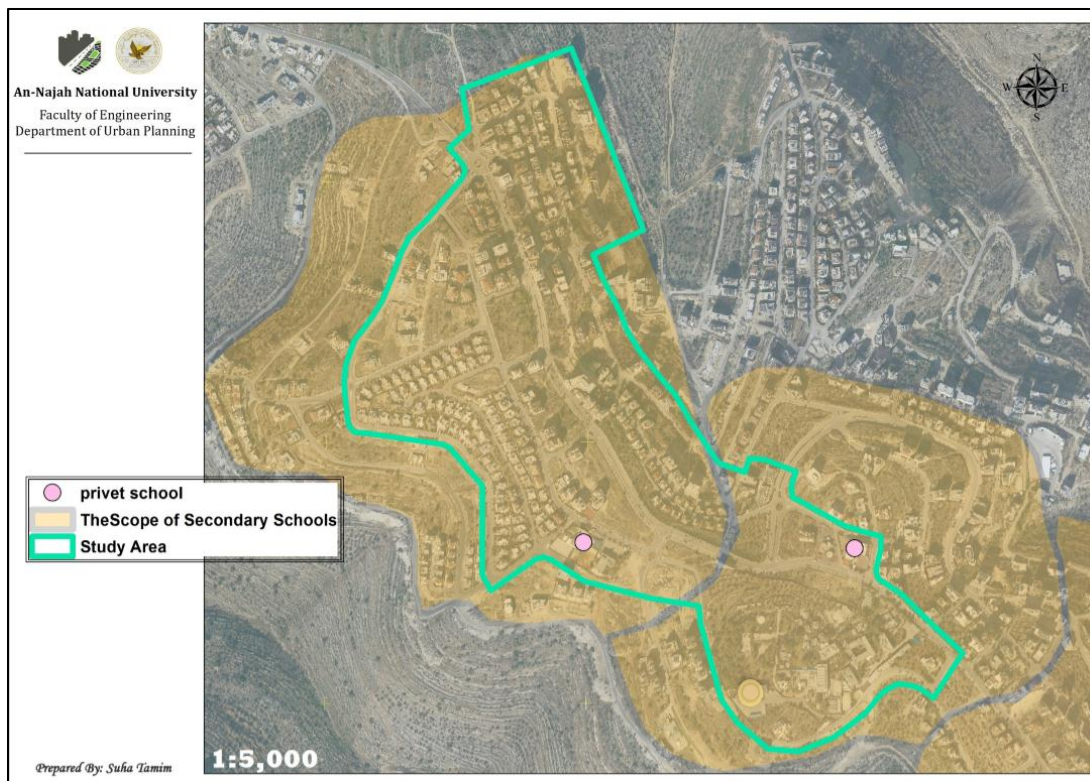 An-Najah National University
Faculty of Engineering
Department of Urban Planning
N
W
E
S
privet school
TheScope of Secondary Schools
Study Area
1:5,000
Prepared By: Suha Tamim